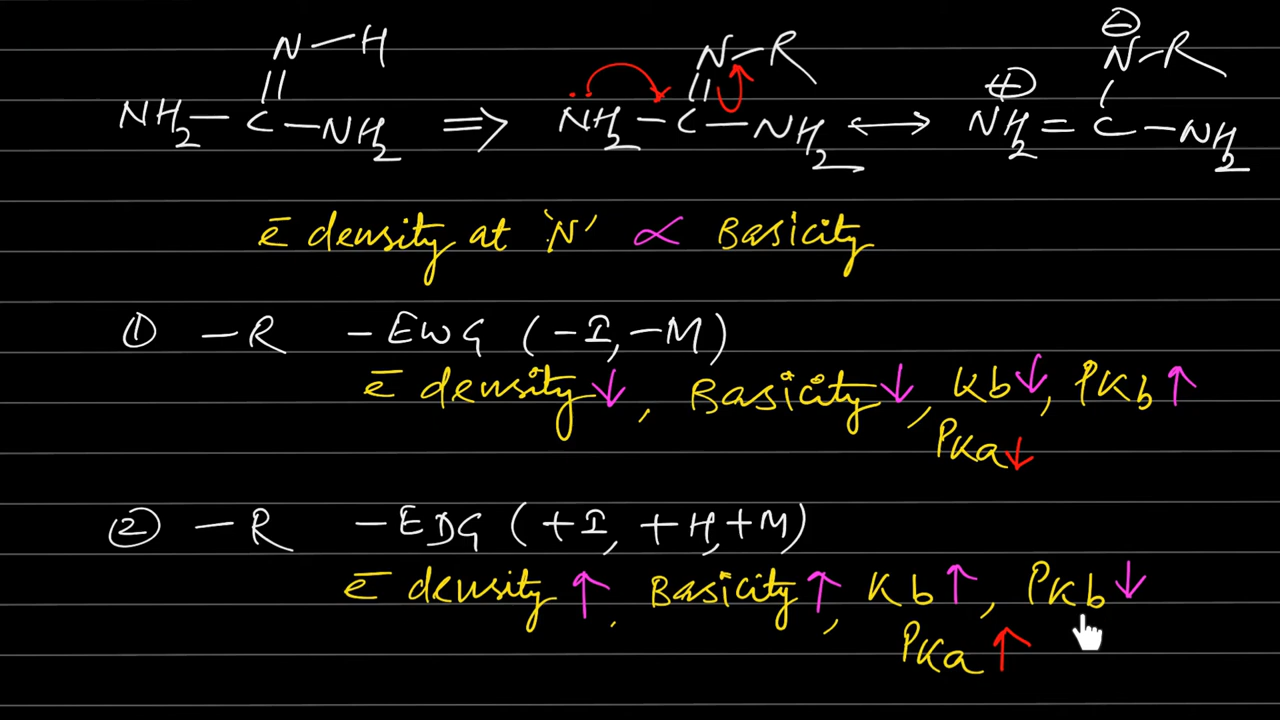 N-H N-R ⊖ N-R
NH2-C-NH2 ⇒ N̈H2-C-NH2 ↔ ⊕ NH2=C-NH2
ē density at 'N' ∝ Basicity
① -R -EWG (-I, -M)
ē density↓, Basicity↓, Kb↓, PKb↑
PKa↓
② -R -EDG (+I, +H, +M)
ē density↑, Basicity↑, Kb↑, PKb↓
PKa↑